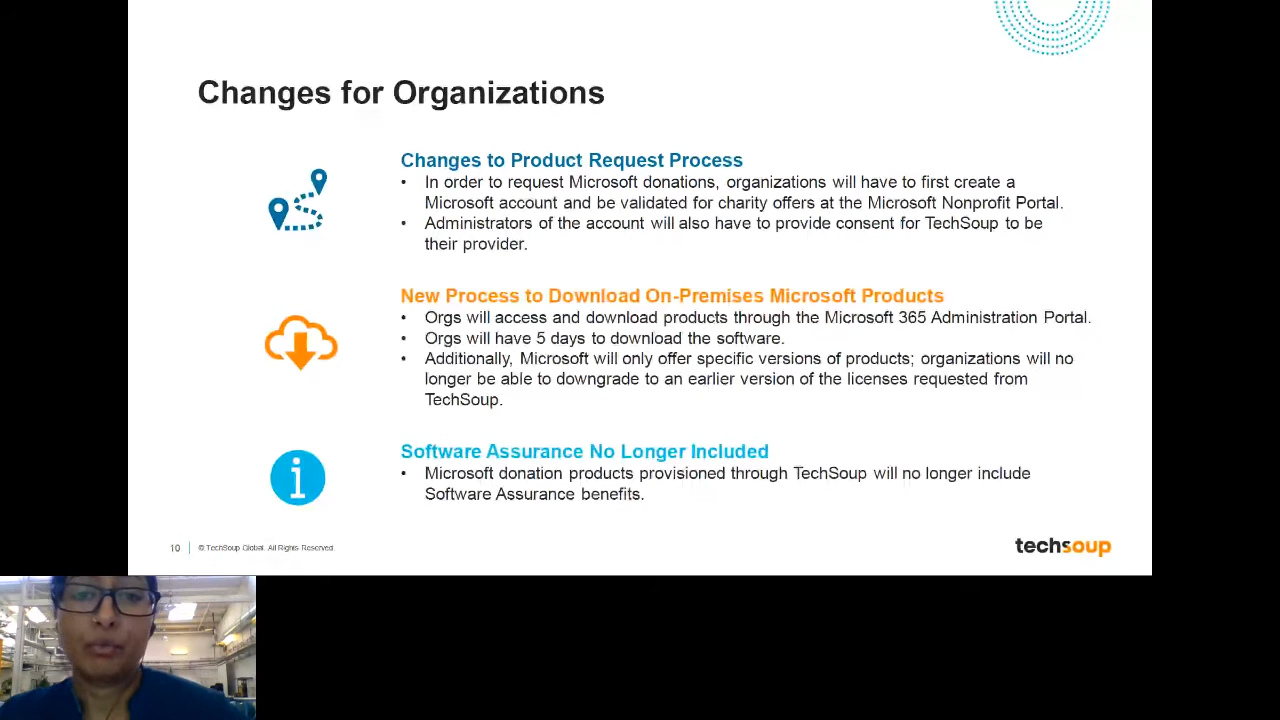 Changes for Organizations
Changes to Product Request Process
• In order to request Microsoft donations, organizations will have to first create a
Microsoft account and be validated for charity offers at the Microsoft Nonprofit Portal.
• Administrators of the account will also have to provide consent for TechSoup to be
their provider.
New Process to Download On-Premises Microsoft Products
• Orgs will access and download products through the Microsoft 365 Administration Portal.
• Orgs will have 5 days to download the software.
• Additionally, Microsoft will only offer specific versions of products; organizations will no
longer be able to downgrade to an earlier version of the licenses requested from
TechSoup.
Software Assurance No Longer Included
• Microsoft donation products provisioned through TechSoup will no longer include
Software Assurance benefits.
10 © TechSoup Global. All Rights Reserved.
techsoup